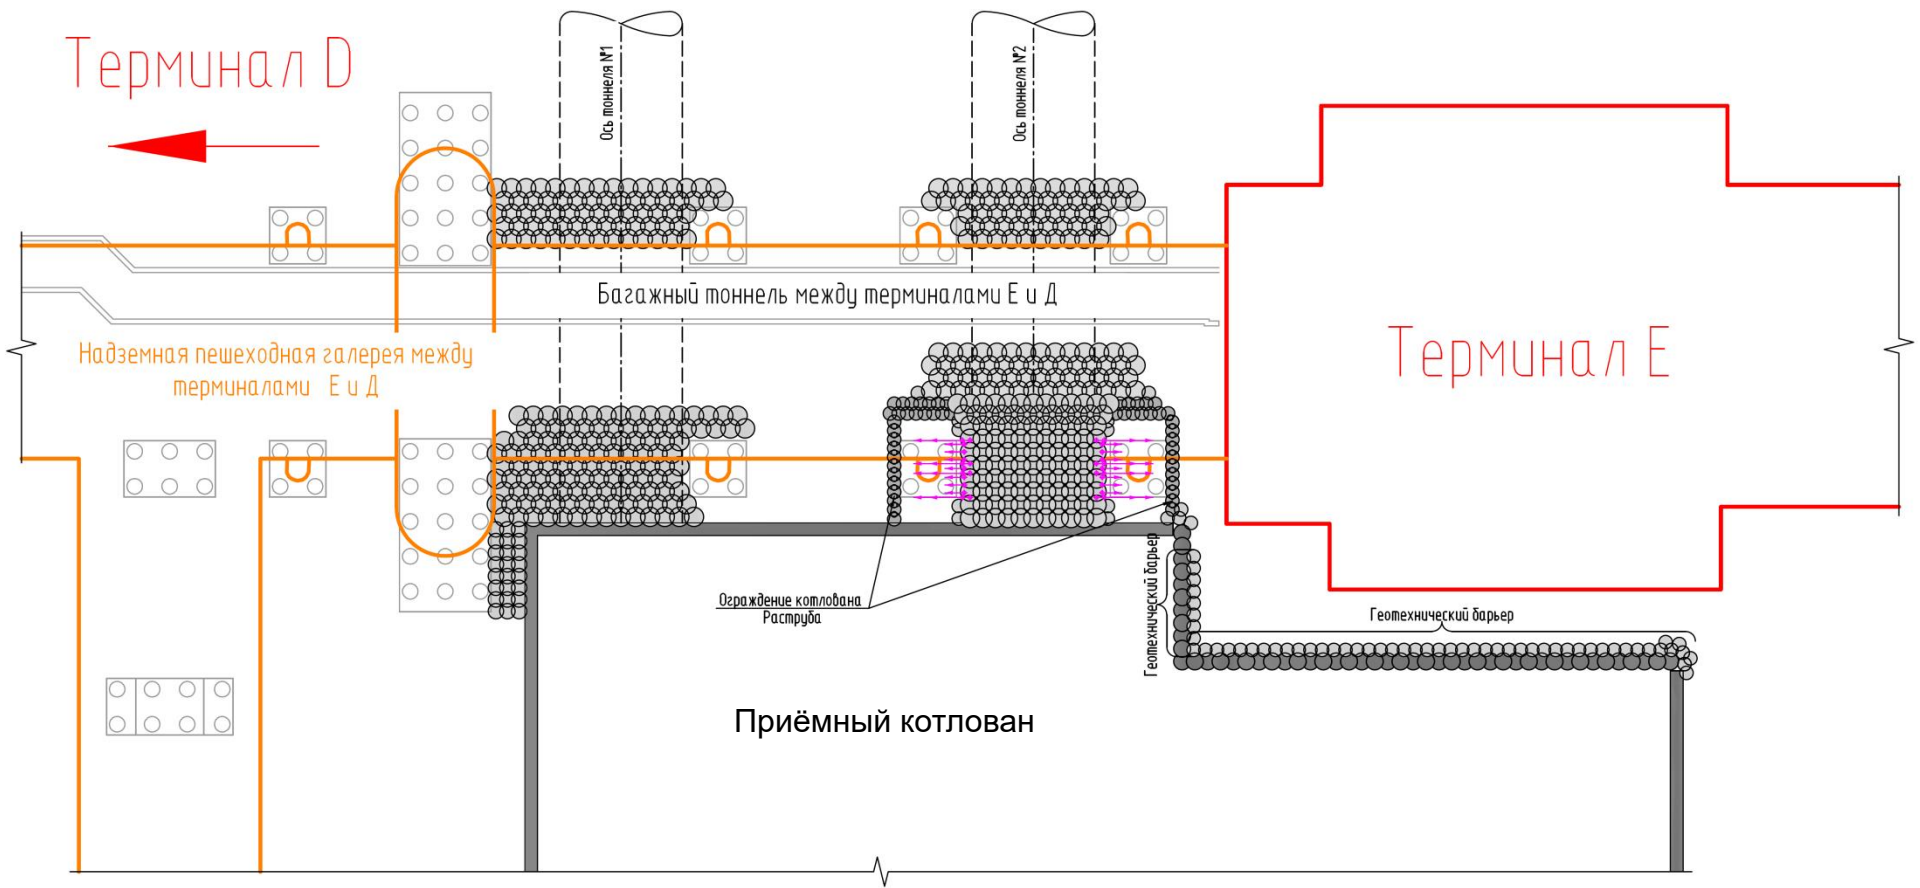 Терминал D
Ось тоннеля №1
Ось тоннеля №2
Багажный тоннель между терминалами Е и Д
Надземная пешеходная галерея между
терминалами Е и Д
Терминал Е
Ограждение котлована
Раструба
Геотехнический барьер
Геотехнический барьер
Приёмный котлован